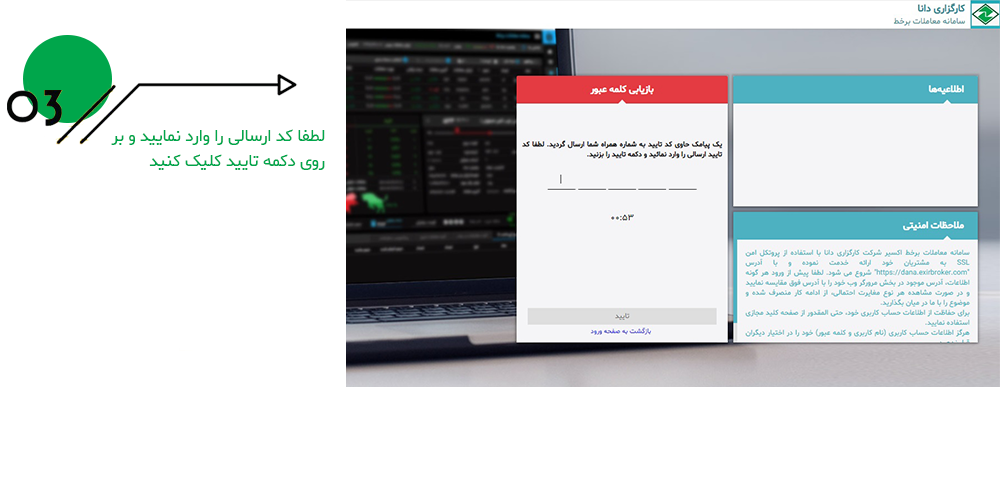 کارگزاری دانا
سامانه معاملات برخط
03
لطفا کد ارسالی را وارد نمایید و بر
روی دکمه تایید کلیک کنید
بازیابی کلمه عبور
یک پیامک حاوی کد تایید به شماره همراه شما ارسال گردید. لطفا کد
تایید ارسالی را وارد نمائید و دکمه تایید را بزنید.
۰۰:۵۳
تایید
بازگشت به صفحه ورود
اطلاعیه‌ها
ملاحظات امنیتی
سامانه معاملات برخط اکسیر شرکت کارگزاری دانا با استفاده از پروتکل امن
SSL به مشتریان خود ارائه خدمت نموده و با آدرس
"https://dana.exirbroker.com" شروع می شود. لطفا پیش از ورود هر گونه
اطلاعات، آدرس موجود در بخش مرورگر وب خود را با آدرس فوق مقایسه نمایید
و در صورت مشاهده هر نوع مغایرت احتمالی، از ادامه کار منصرف شده و
موضوع را با ما در میان بگذارید.
برای حفاظت از اطلاعات حساب کاربری خود، حتی المقدور از صفحه کلید مجازی
استفاده نمایید.
هرگز اطلاعات حساب کاربری (نام کاربری و کلمه عبور) خود را در اختیار دیگران